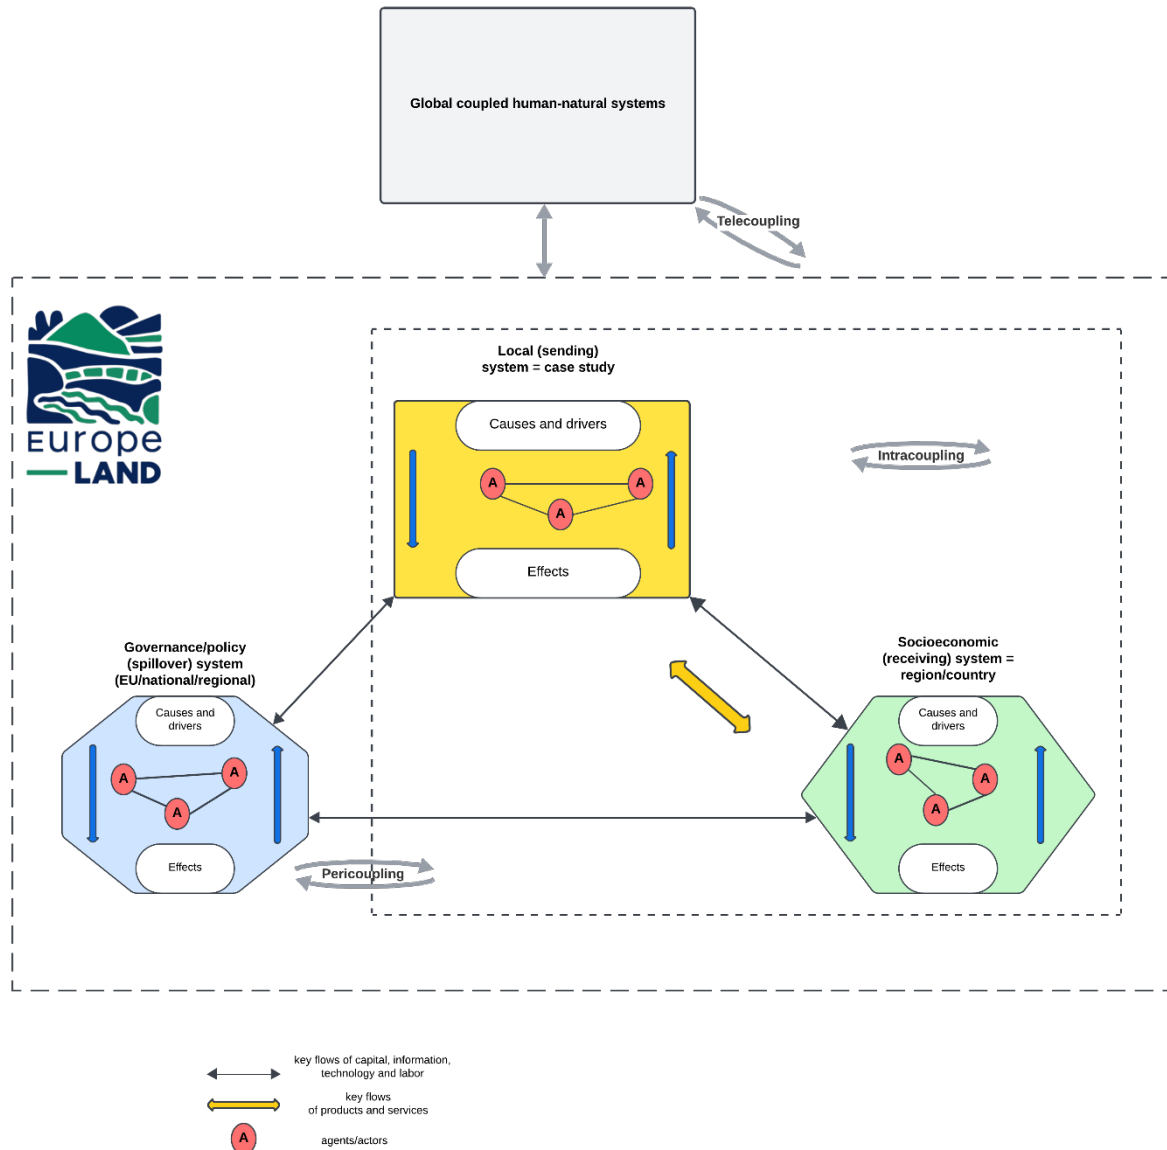 Global coupled human-natural systems
Telecoupling
Europe
LAND
Local (sending)
system = case study
Causes and drivers
A
A
A
Effects
Intracoupling
Governance/policy
(spillover) system
(EU/national/regional)
Causes and
drivers
A
A
A
Effects
Socioeconomic
(receiving) system =
region/country
Causes and
drivers
A
A
A
Effects
Pericoupling
key flows of capital, information,
technology and labor
key flows
of products and services
A
agents/actors